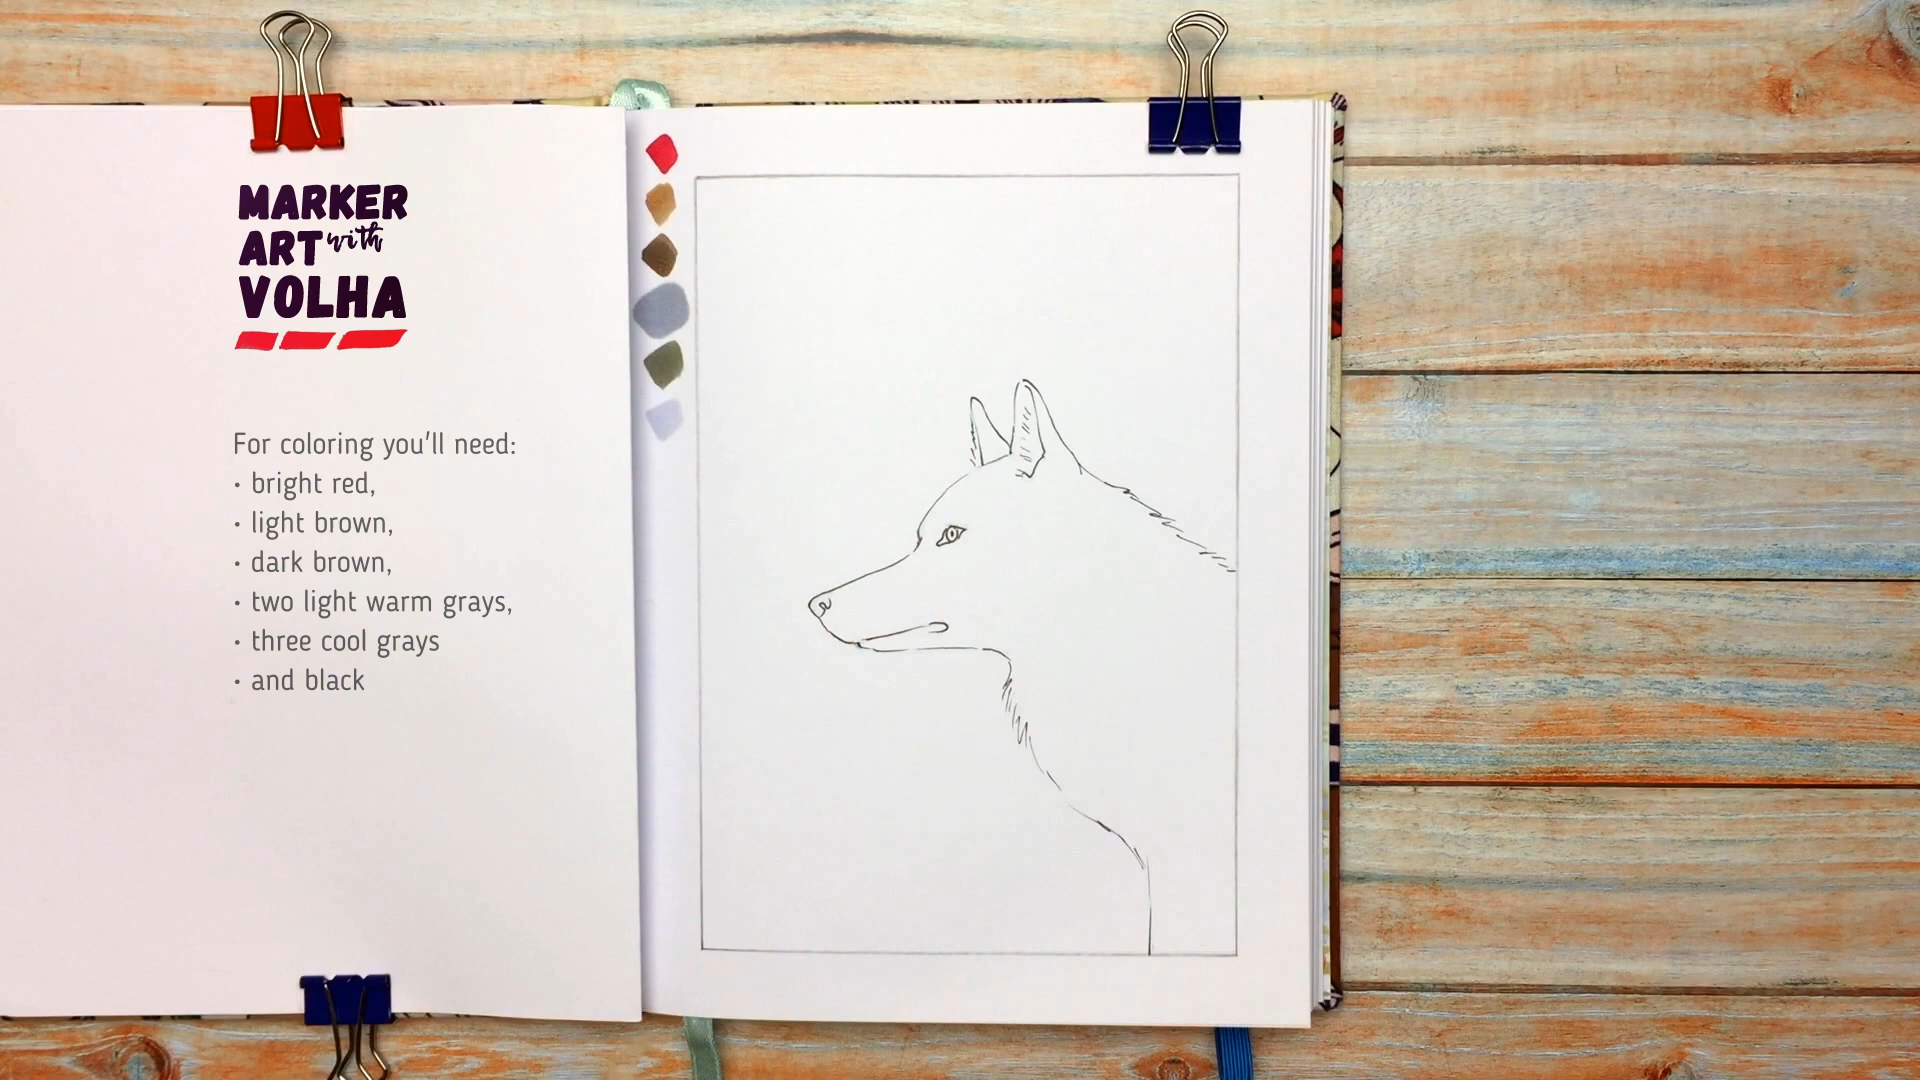 MARKER
ART with
VOLHA
For coloring you'll need:
• bright red,
• light brown,
• dark brown,
• two light warm grays,
• three cool grays
• and black